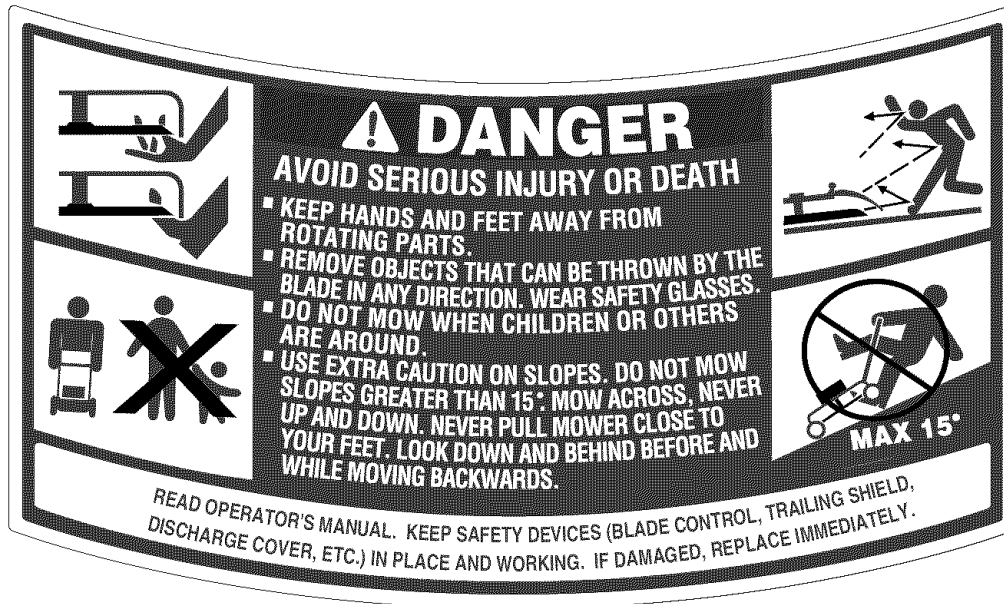 DANGER
AVOID SERIOUS INJURY OR DEATH
▪ KEEP HANDS AND FEET AWAY FROM
ROTATING PARTS.
▪ REMOVE OBJECTS THAT CAN BE THROWN BY THE
BLADE IN ANY DIRECTION. WEAR SAFETY GLASSES.
▪ DO NOT MOW WHEN CHILDREN OR OTHERS
ARE AROUND.
▪ USE EXTRA CAUTION ON SLOPES. DO NOT MOW
SLOPES GREATER THAN 15°. MOW ACROSS, NEVER
UP AND DOWN. NEVER PULL MOWER CLOSE TO
YOUR FEET. LOOK DOWN AND BEHIND BEFORE AND
WHILE MOVING BACKWARDS.
MAX 15°
READ OPERATOR'S MANUAL. KEEP SAFETY DEVICES (BLADE CONTROL, TRAILING SHIELD,
DISCHARGE COVER, ETC.) IN PLACE AND WORKING. IF DAMAGED, REPLACE IMMEDIATELY.